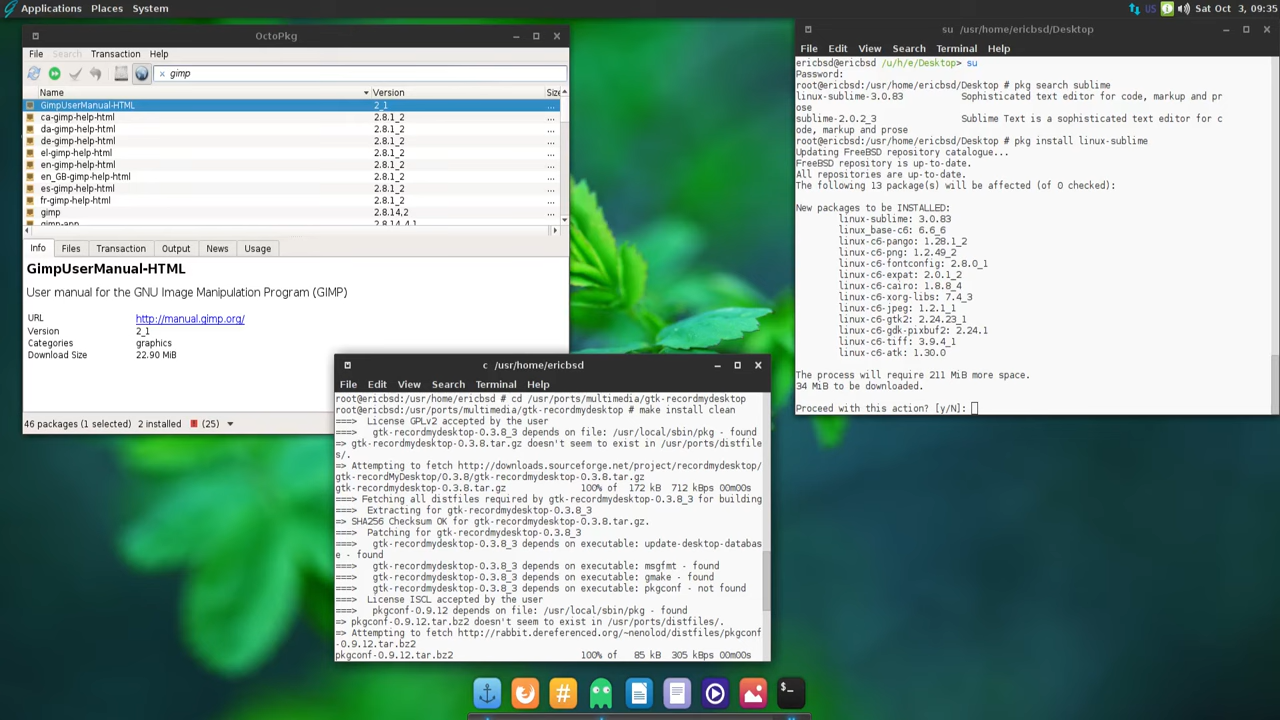 Applications Places System
US Sat Oct 3, 09:35
OctoPkg
File Search Transaction Help
gimp
Name Version Size
GimpUserManual-HTML 2_1 ...
ca-gimp-help-html 2.8.1_2 ...
da-gimp-help-html 2.8.1_2 ...
de-gimp-help-html 2.8.1_2 ...
el-gimp-help-html 2.8.1_2 ...
en-gimp-help-html 2.8.1_2 ...
en_GB-gimp-help-html 2.8.1_2 ...
es-gimp-help-html 2.8.1_2 ...
fr-gimp-help-html 2.8.1_2 ...
gimp 2.8.14,2 ...
gimp-app 2.8.14_4,1
Info Files Transaction Output News Usage
GimpUserManual-HTML
User manual for the GNU Image Manipulation Program (GIMP)
URL http://manual.gimp.org/
Version 2_1
Categories graphics
Download Size 22.90 MiB
46 packages (1 selected) 2 installed (25)
su /usr/home/ericbsd/Desktop
File Edit View Search Terminal Help
ericbsd@ericbsd /u/h/e/Desktop> su
Password:
root@ericbsd:/usr/home/ericbsd/Desktop # pkg search sublime
linux-sublime-3.0.83 Sophisticated text editor for code, markup and pr
ose
sublime-2.0.2_3 Sublime Text is a sophisticated text editor for c
ode, markup and prose
root@ericbsd:/usr/home/ericbsd/Desktop # pkg install linux-sublime
Updating FreeBSD repository catalogue...
FreeBSD repository is up-to-date.
All repositories are up-to-date.
The following 13 package(s) will be affected (of 0 checked):
New packages to be INSTALLED:
linux-sublime: 3.0.83
linux_base-c6: 6.6_6
linux-c6-pango: 1.28.1_2
linux-c6-png: 1.2.49_2
linux-c6-fontconfig: 2.8.0_1
linux-c6-expat: 2.0.1_2
linux-c6-cairo: 1.8.8_4
linux-c6-xorg-libs: 7.4_3
linux-c6-jpeg: 1.2.1_1
linux-c6-gtk2: 2.24.23_1
linux-c6-gdk-pixbuf2: 2.24.1
linux-c6-tiff: 3.9.4_1
linux-c6-atk: 1.30.0
The process will require 211 MiB more space.
34 MiB to be downloaded.
Proceed with this action? [y/N]:
c /usr/home/ericbsd
File Edit View Search Terminal Help
root@ericbsd:/usr/home/ericbsd # cd /usr/ports/multimedia/gtk-recordmydesktop
root@ericbsd:/usr/ports/multimedia/gtk-recordmydesktop # make install clean
===> License GPLv2 accepted by the user
===> gtk-recordmydesktop-0.3.8_3 depends on file: /usr/local/sbin/pkg - found
=> gtk-recordmydesktop-0.3.8.tar.gz doesn't seem to exist in /usr/ports/distfile
s/.
=> Attempting to fetch http://downloads.sourceforge.net/project/recordmydesktop/
gtk-recordMyDesktop/0.3.8/gtk-recordmydesktop-0.3.8.tar.gz
gtk-recordmydesktop-0.3.8.tar.gz 100% of 172 kB 712 kBps 00m00s
===> Fetching all distfiles required by gtk-recordmydesktop-0.3.8_3 for building
===> Extracting for gtk-recordmydesktop-0.3.8_3
=> SHA256 Checksum OK for gtk-recordmydesktop-0.3.8.tar.gz.
===> Patching for gtk-recordmydesktop-0.3.8_3
===> gtk-recordmydesktop-0.3.8_3 depends on executable: update-desktop-databas
e - found
===> gtk-recordmydesktop-0.3.8_3 depends on executable: msgfmt - found
===> gtk-recordmydesktop-0.3.8_3 depends on executable: gmake - found
===> gtk-recordmydesktop-0.3.8_3 depends on executable: pkgconf - not found
===> License ISCL accepted by the user
===> pkgconf-0.9.12 depends on file: /usr/local/sbin/pkg - found
=> pkgconf-0.9.12.tar.bz2 doesn't seem to exist in /usr/ports/distfiles/.
=> Attempting to fetch http://rabbit.dereferenced.org/~nenolod/distfiles/pkgconf
-0.9.12.tar.bz2
pkgconf-0.9.12.tar.bz2 100% of 85 kB 305 kBps 00m00s